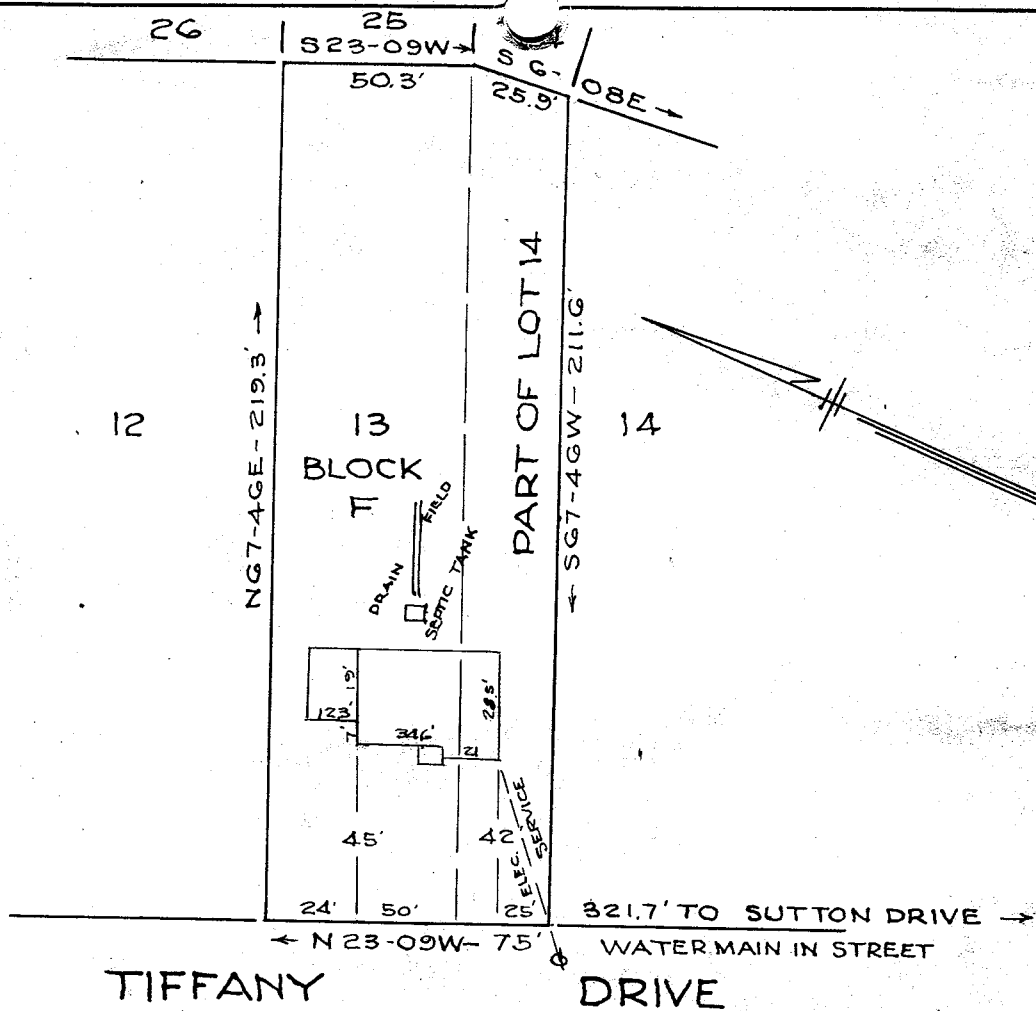 26
25
S 23-09W→
S 6-08E →
50.3'
25.9'
N67-46E-219.3' →
12
13
BLOCK
F
PART OF LOT 14
← S67-46W-211.6'
14
DRAIN FIELD
SEPTIC TANK
19'
12.3'
7'
34.6'
28.5'
21
45'
42
ELEC. SERVICE
24'
50'
25'
321.7' TO SUTTON DRIVE →
← N 23-09W- 75'
WATER MAIN IN STREET
TIFFANY DRIVE